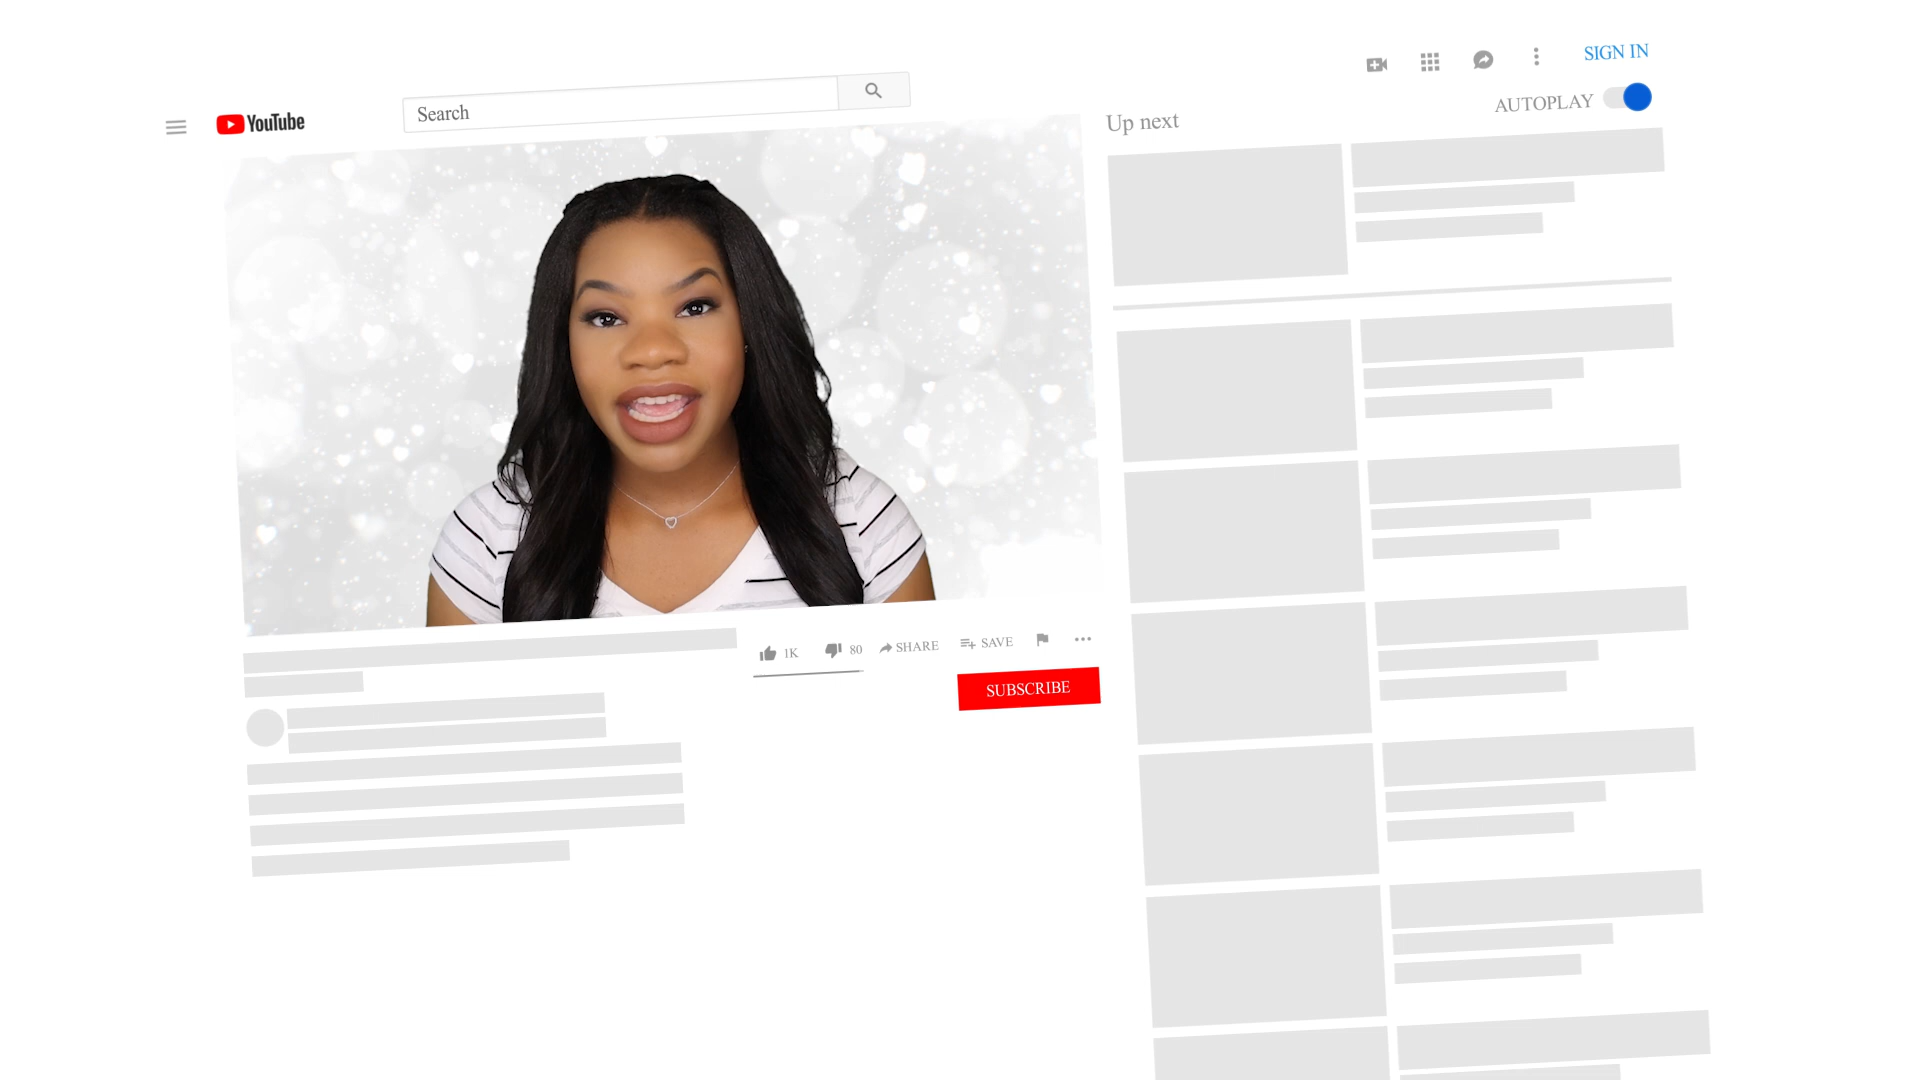 SIGN IN
YouTube
Search
AUTOPLAY
Up next
1K 80 SHARE SAVE
SUBSCRIBE